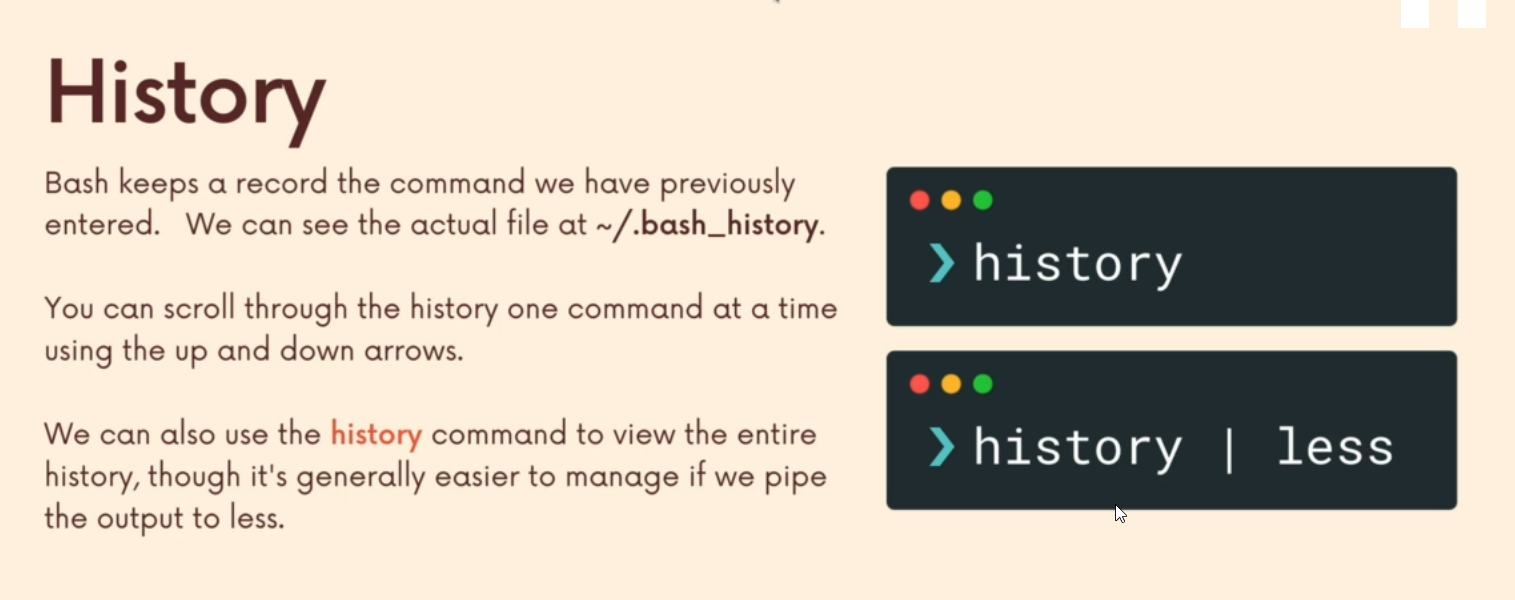 History
Bash keeps a record the command we have previously
entered.   We can see the actual file at ~/.bash_history.
You can scroll through the history one command at a time
using the up and down arrows.
We can also use the history command to view the entire
history, though it's generally easier to manage if we pipe
the output to less.
❯ history
❯ history | less